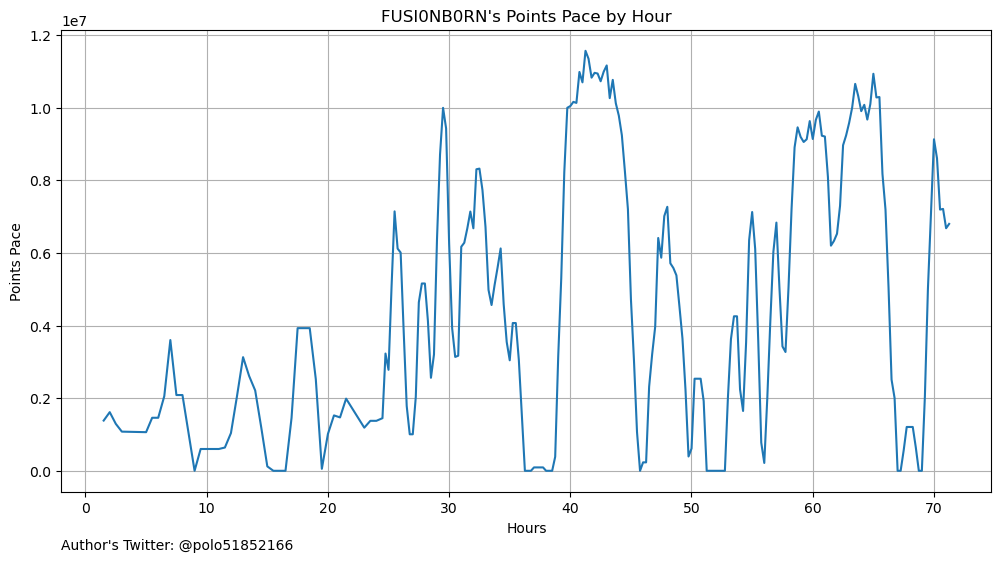 FUSI0NB0RN's Points Pace by Hour
1e7
1.2
1.0
0.8
0.6
0.4
0.2
0.0
Points Pace
0 10 20 30 40 50 60 70
Hours
Author's Twitter: @polo51852166